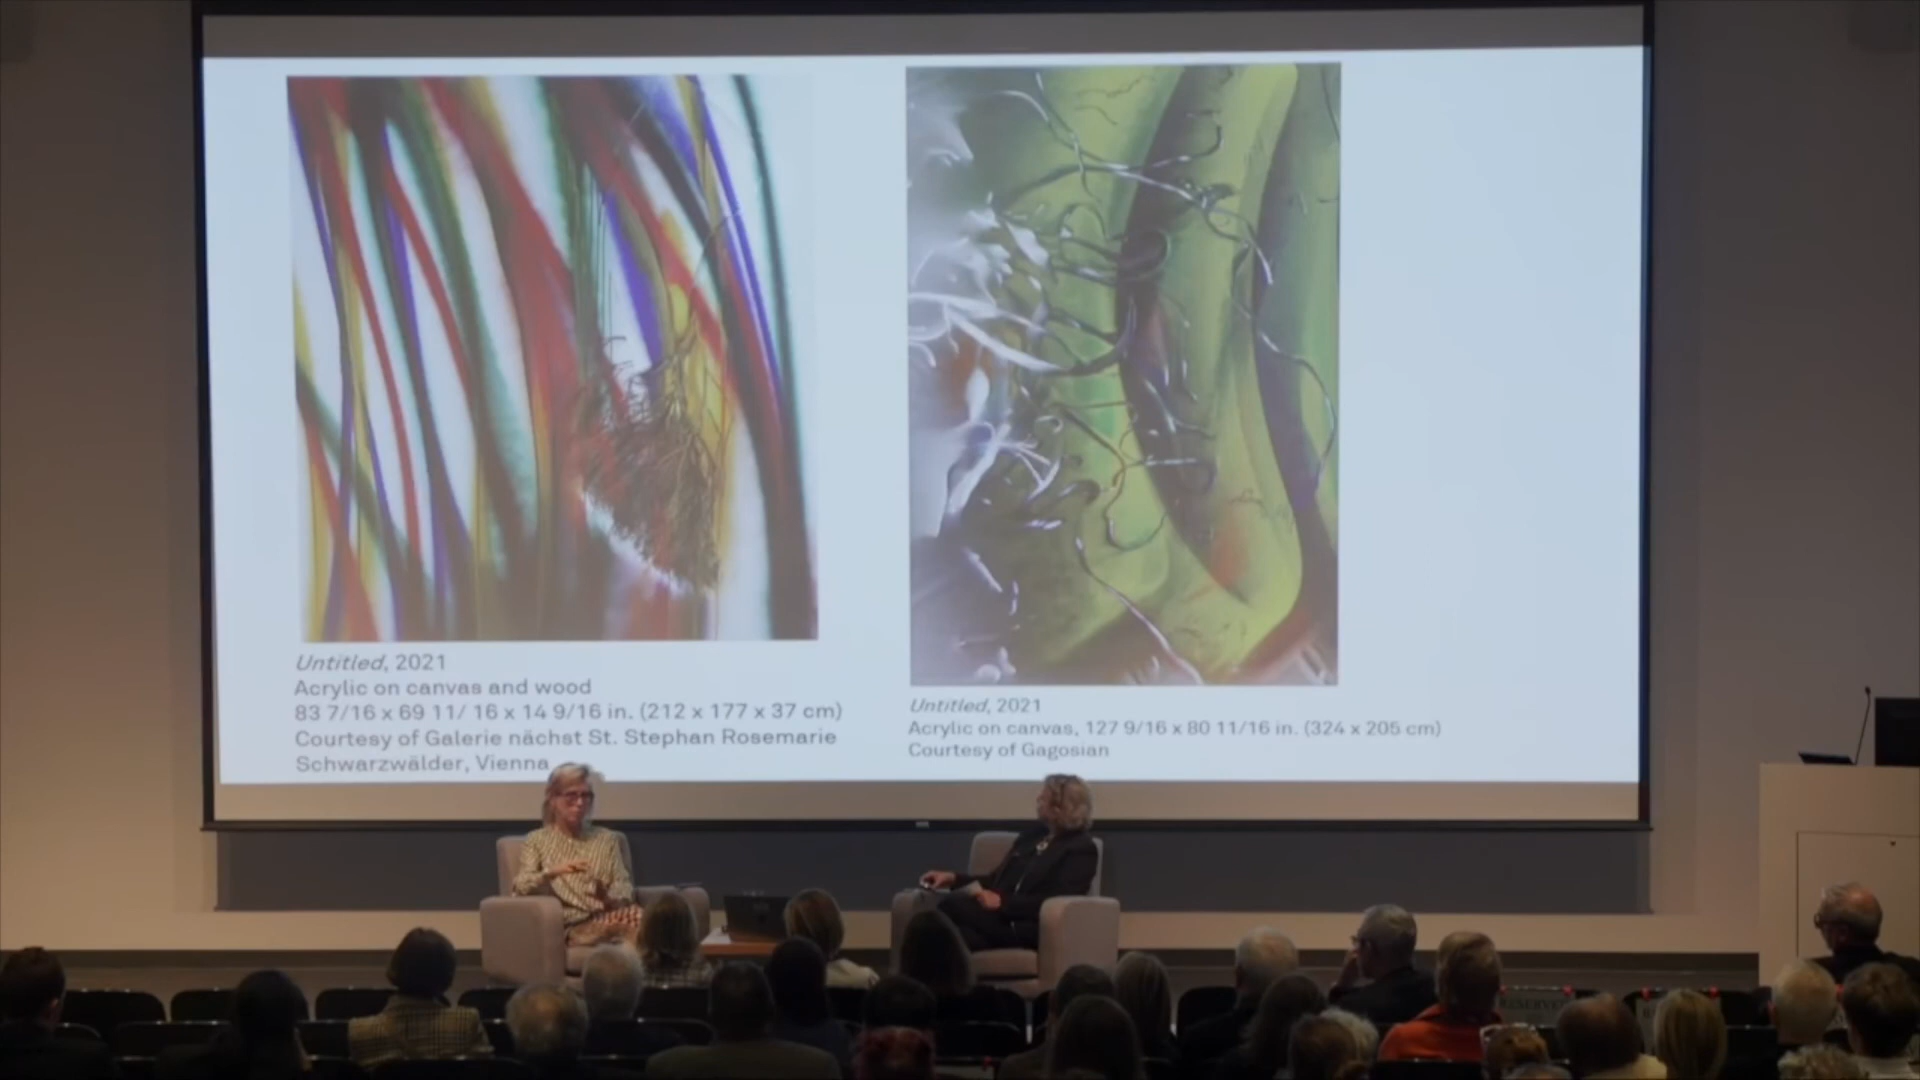 Untitled, 2021
Acrylic on canvas and wood
83 7/16 x 69 11/ 16 x 14 9/16 in. (212 x 177 x 37 cm)
Courtesy of Galerie nächst St. Stephan Rosemarie
Schwarzwälder, Vienna
Untitled, 2021
Acrylic on canvas, 127 9/16 x 80 11/16 in. (324 x 205 cm)
Courtesy of Gagosian
RESERVED